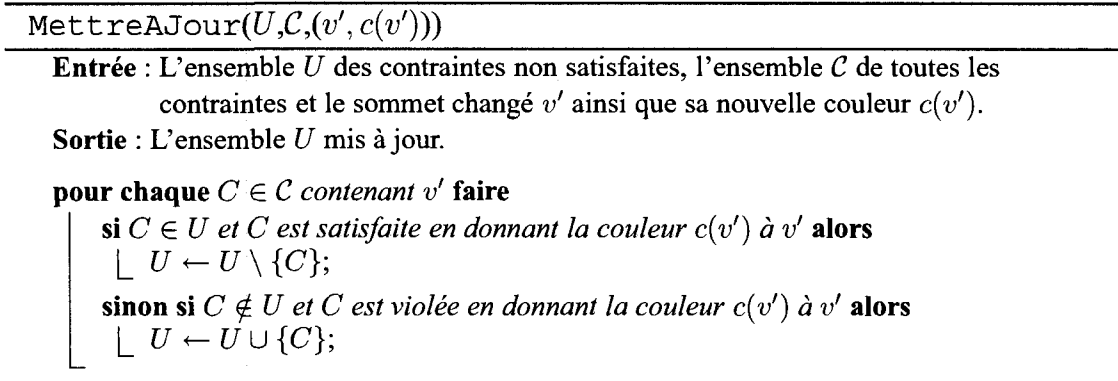 MettreAJour(U,𝒞,(v′, c(v′)))
Entrée : L'ensemble U des contraintes non satisfaites, l'ensemble 𝒞 de toutes les
contraintes et le sommet changé v′ ainsi que sa nouvelle couleur c(v′).
Sortie : L'ensemble U mis à jour.
pour chaque C ∈ 𝒞 contenant v′ faire
si C ∈ U et C est satisfaite en donnant la couleur c(v′) à v′ alors
U ← U \ {C};
sinon si C ∉ U et C est violée en donnant la couleur c(v′) à v′ alors
U ← U ∪ {C};